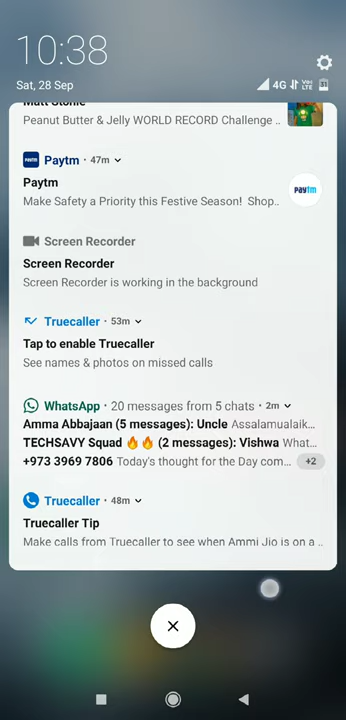 10:38
Sat, 28 Sep
4G
Matt Stonie
Peanut Butter & Jelly WORLD RECORD Challenge ..
Paytm · 47m
Paytm
Make Safety a Priority this Festive Season! Shop..
Screen Recorder
Screen Recorder
Screen Recorder is working in the background
Truecaller · 53m
Tap to enable Truecaller
See names & photos on missed calls
WhatsApp · 20 messages from 5 chats · 2m
Amma Abbajaan (5 messages): Uncle Assalamualaik...
TECHSAVY Squad 🔥🔥 (2 messages): Vishwa What...
+973 3969 7806 Today's thought for the Day com... +2
Truecaller · 48m
Truecaller Tip
Make calls from Truecaller to see when Ammi Jio is on a ..